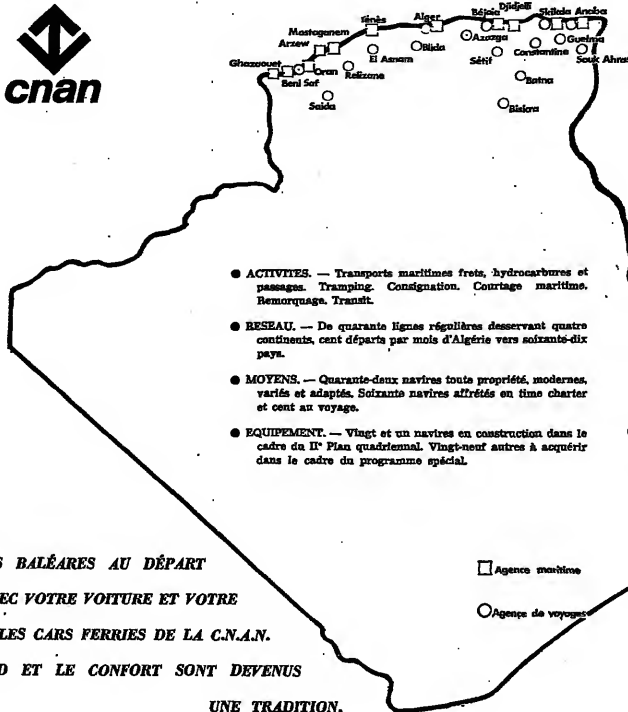 cnan
Ténès
Alger
Béjaia
Djidjelli
Skikda
Annaba
Mostaganem
Arzew
Azazga
Guelma
Ghazaouet
Oran
El Asnam
Blida
Constantine
Beni Saf
Relizane
Sétif
Souk Ahras
Saida
Batna
Biskra
● ACTIVITES. — Transports maritimes frets, hydrocarbures et
passages. Tramping. Consignation. Courtage maritime.
Remorquage. Transit.
● RESEAU. — De quarante lignes régulières desservant quatre
continents, cent départs par mois d'Algérie vers soixante-dix
pays.
● MOYENS. — Quarante-deux navires toute propriété, modernes,
variés et adaptés. Soixante navires affrétés en time charter
et cent au voyage.
● EQUIPEMENT. — Vingt et un navires en construction dans le
cadre du II° Plan quadriennal. Vingt-neuf autres à acquérir
dans le cadre du programme spécial.
S BALÉARES AU DÉPART
EC VOTRE VOITURE ET VOTRE
LES CARS FERRIES DE LA C.N.A.N.
D ET LE CONFORT SONT DEVENUS
UNE TRADITION.
Agence maritime
Agence de voyages